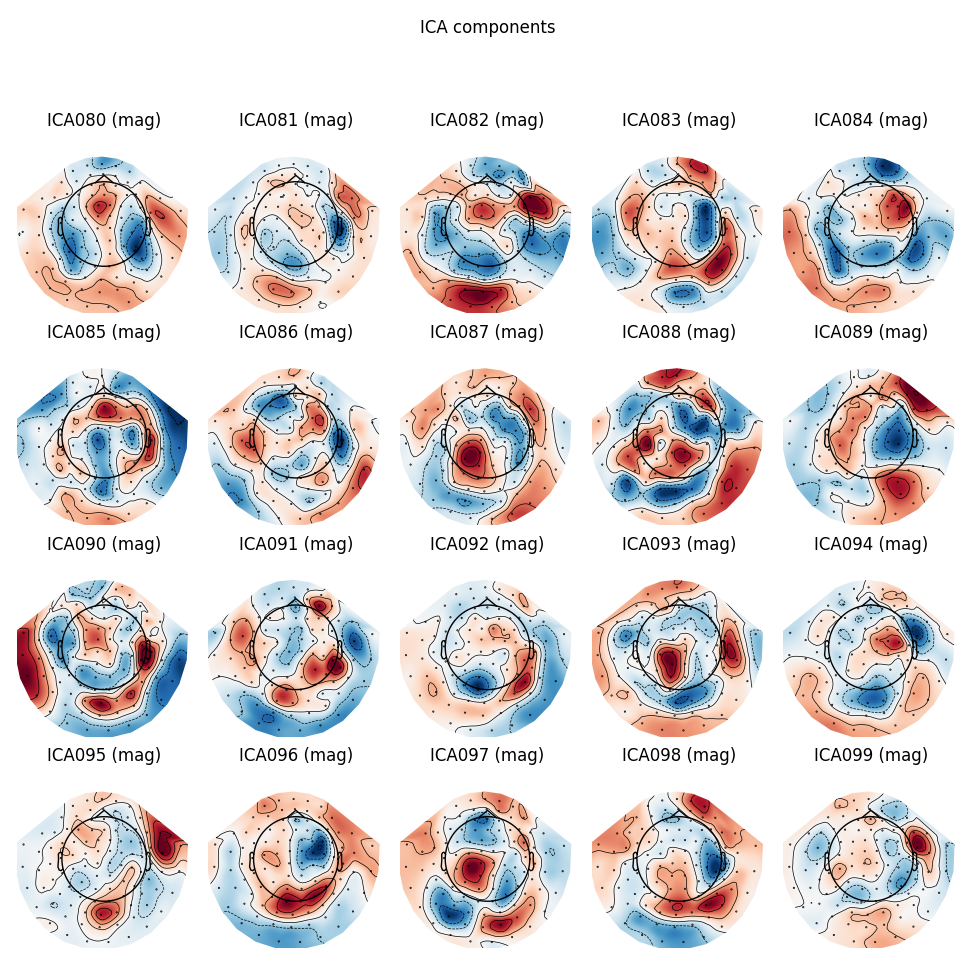 ICA components
ICA080 (mag) ICA081 (mag) ICA082 (mag) ICA083 (mag) ICA084 (mag)
ICA085 (mag) ICA086 (mag) ICA087 (mag) ICA088 (mag) ICA089 (mag)
ICA090 (mag) ICA091 (mag) ICA092 (mag) ICA093 (mag) ICA094 (mag)
ICA095 (mag) ICA096 (mag) ICA097 (mag) ICA098 (mag) ICA099 (mag)